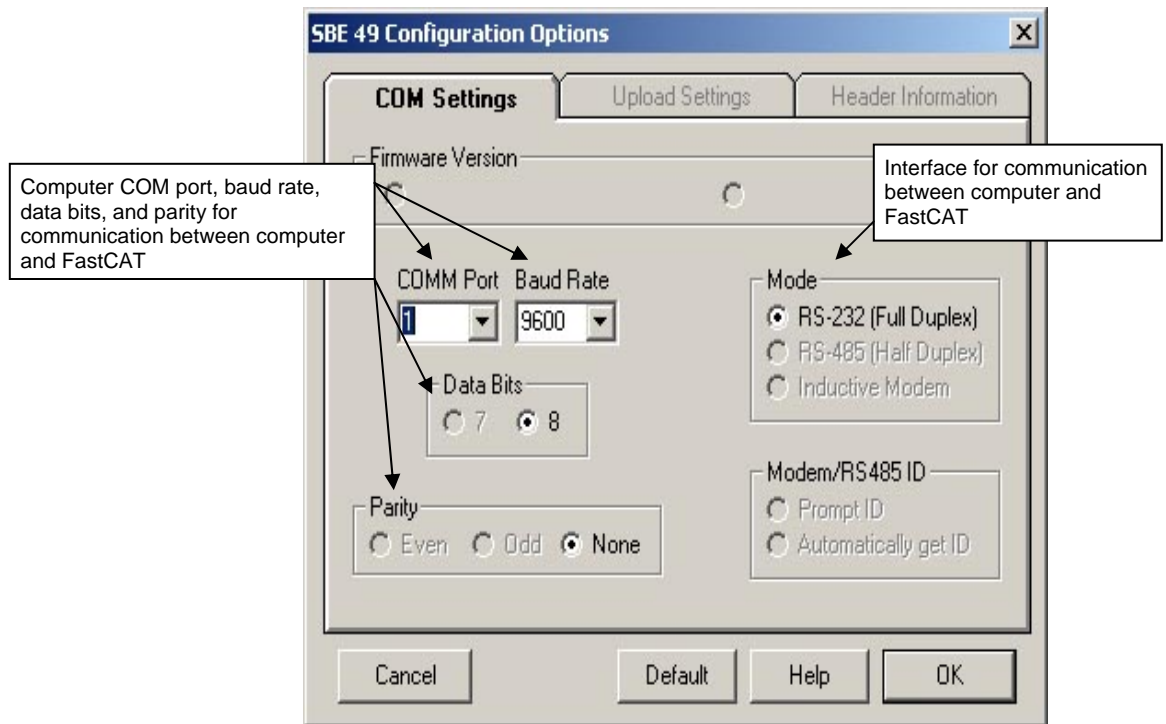 SBE 49 Configuration Options
COM Settings
Upload Settings
Header Information
Firmware Version
Computer COM port, baud rate,
data bits, and parity for
communication between computer
and FastCAT
Interface for communication
between computer and
FastCAT
COMM Port
Baud Rate
1
9600
Mode
RS-232 (Full Duplex)
RS-485 (Half Duplex)
Inductive Modem
Data Bits
7
8
Modem/RS485 ID
Prompt ID
Automatically get ID
Parity
Even
Odd
None
Cancel
Default
Help
OK